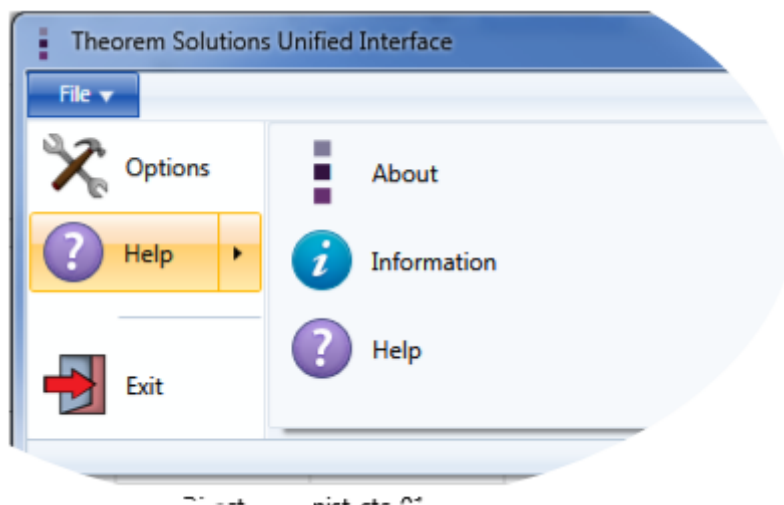 Theorem Solutions Unified Interface
File
Options
Help
Exit
About
Information
Help